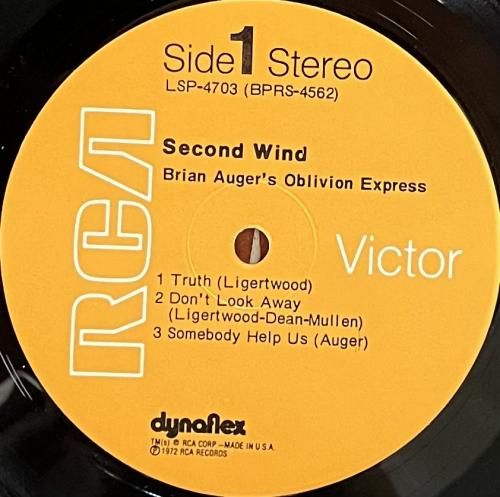 Side 1 Stereo
LSP-4703 (BPRS-4562)
RCA
Second Wind
Brian Auger's Oblivion Express
Victor
1 Truth (Ligertwood)
2 Don't Look Away
(Ligertwood-Dean-Mullen)
3 Somebody Help Us (Auger)
dynaflex
TM(s) ® RCA CORP-MADE IN U.S.A.
℗ 1972 RCA RECORDS